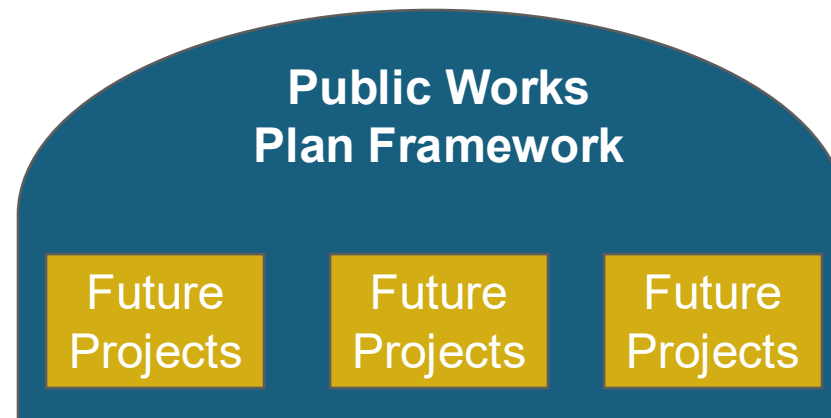 Public Works
Plan Framework
Future
Projects
Future
Projects
Future
Projects